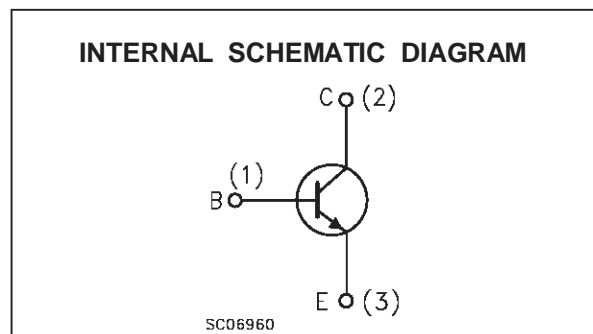 INTERNAL SCHEMATIC DIAGRAM
C (2)
(1)
B
E (3)
SC06960